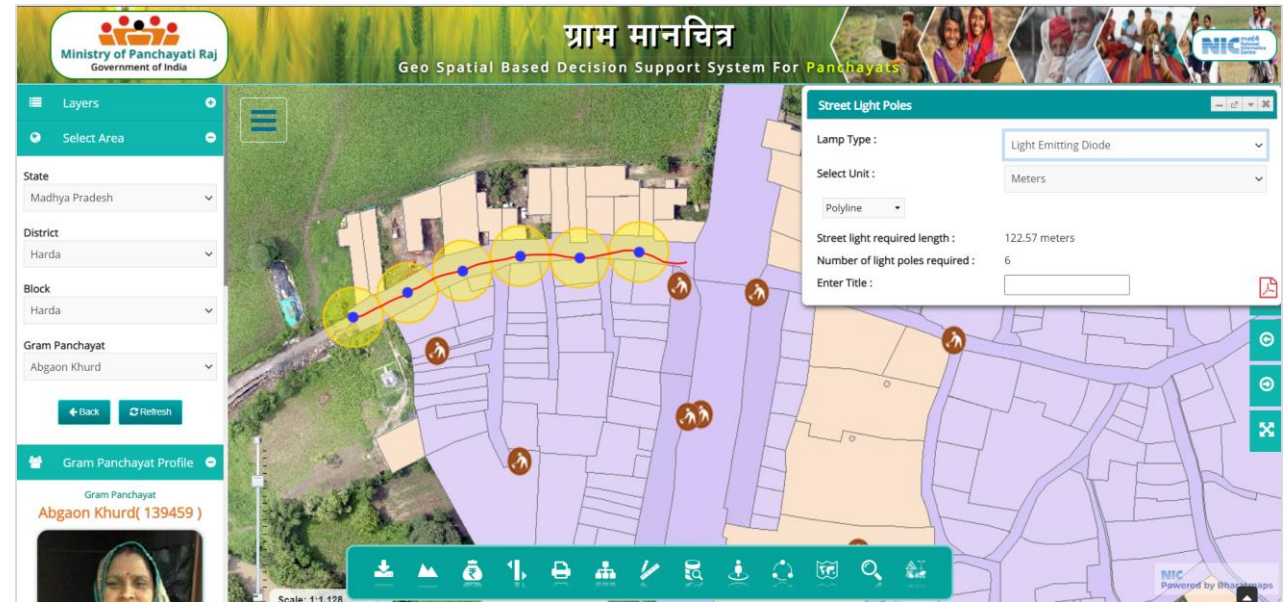 Ministry of Panchayati Raj
Government of India
ग्राम मानचित्र
Geo Spatial Based Decision Support System For Panchayats
NIC
National
Informatics
Centre
Layers
Select Area
State
Madhya Pradesh
District
Harda
Block
Harda
Gram Panchayat
Abgaon Khurd
Back
Refresh
Gram Panchayat Profile
Gram Panchayat
Abgaon Khurd( 139459 )
Street Light Poles
Lamp Type :
Light Emitting Diode
Select Unit :
Meters
Polyline
Street light required length : 122.57 meters
Number of light poles required : 6
Enter Title :
Scale: 1:1,128
NIC
Powered by Bharatmaps